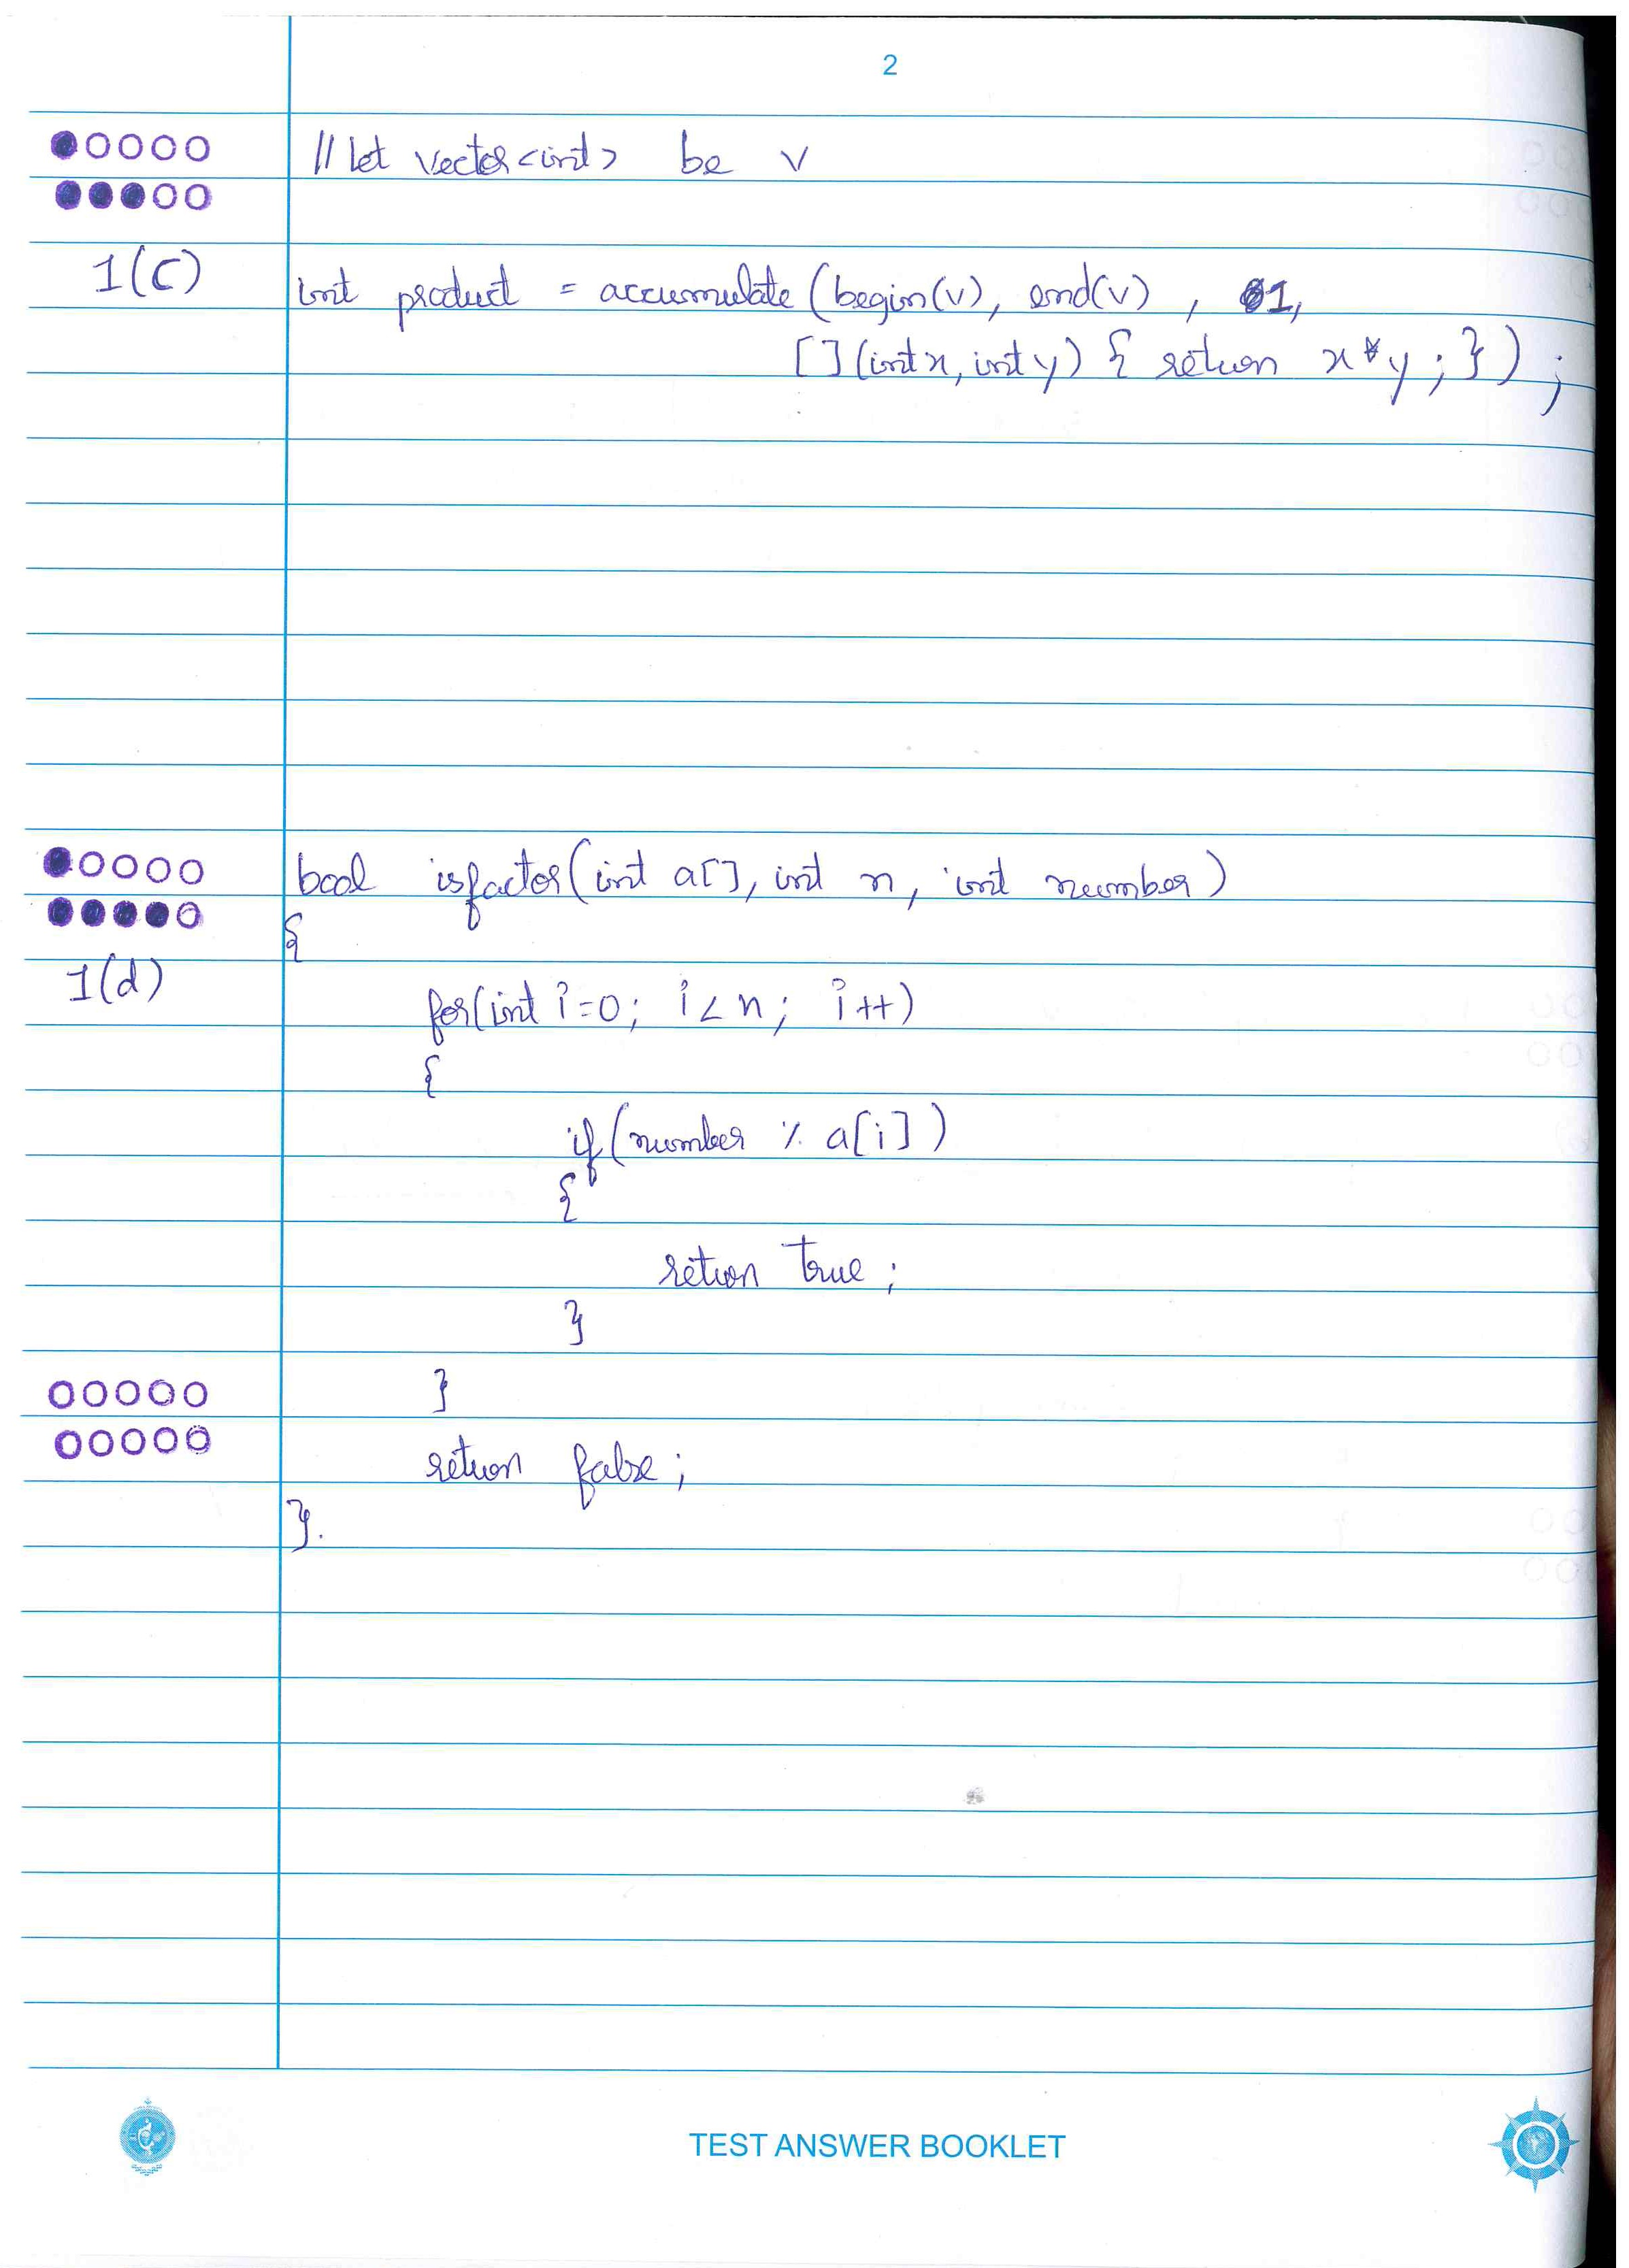 2
// let vector<int> be v
1(c)
int product = accumulate(begin(v), end(v), 1,
[](int x, int y) { return x*y; });
bool isfactor(int a[], int n, int number)
{
1(d)
for(int i=0; i<n; i++)
{
if(number % a[i])
{
return true;
}
}
return false;
}.
TEST ANSWER BOOKLET